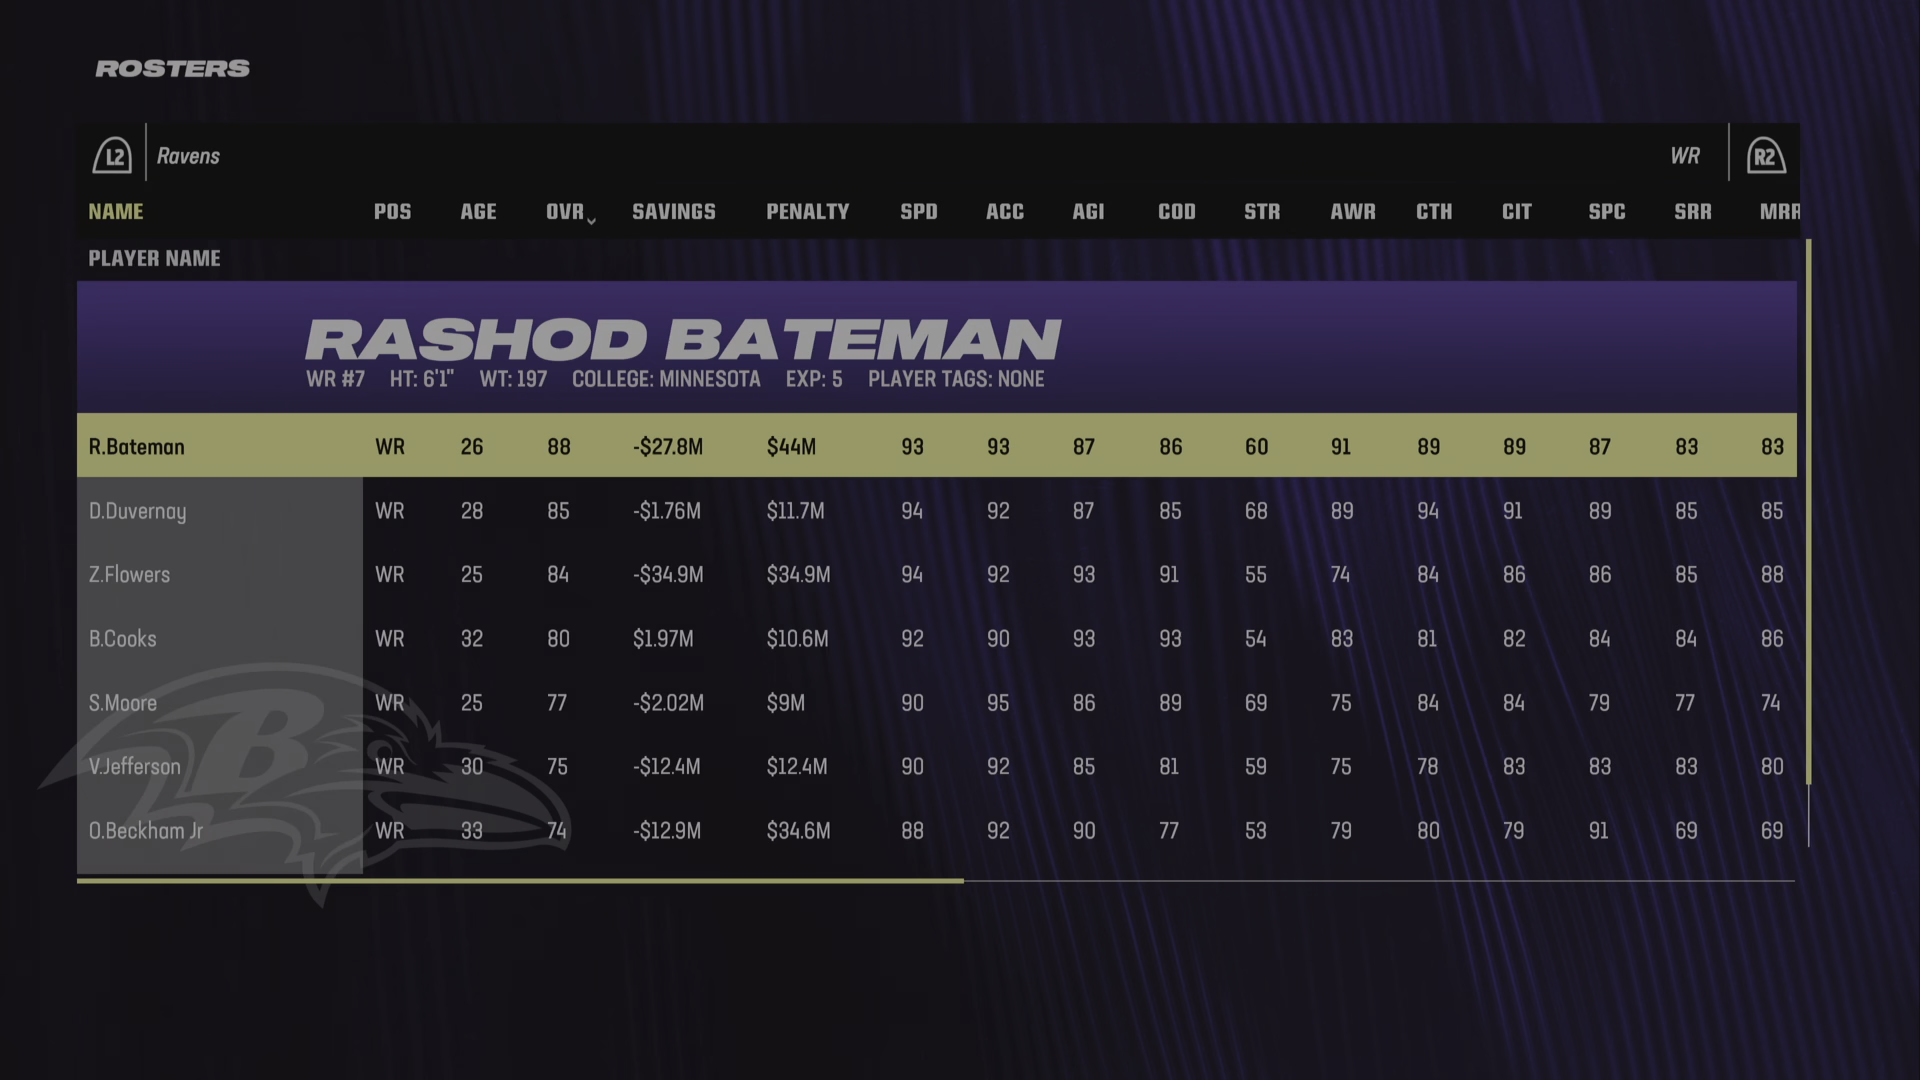 ROSTERS
L2 Ravens WR R2
NAME POS AGE OVR SAVINGS PENALTY SPD ACC AGI COD STR AWR CTH CIT SPC SRR MRR
PLAYER NAME
RASHOD BATEMAN
WR #7 HT: 6'1" WT: 197 COLLEGE: MINNESOTA EXP: 5 PLAYER TAGS: NONE
R.Bateman WR 26 88 -$27.8M $44M 93 93 87 86 60 91 89 89 87 83 83
D.Duvernay WR 28 85 -$1.76M $11.7M 94 92 87 85 68 89 94 91 89 85 85
Z.Flowers WR 25 84 -$34.9M $34.9M 94 92 93 91 55 74 84 86 86 85 88
B.Cooks WR 32 80 $1.97M $10.6M 92 90 93 93 54 83 81 82 84 84 86
S.Moore WR 25 77 -$2.02M $9M 90 95 86 89 69 75 84 84 79 77 74
V.Jefferson WR 30 75 -$12.4M $12.4M 90 92 85 81 59 75 78 83 83 83 80
O.Beckham Jr WR 33 74 -$12.9M $34.6M 88 92 90 77 53 79 80 79 91 69 69
B